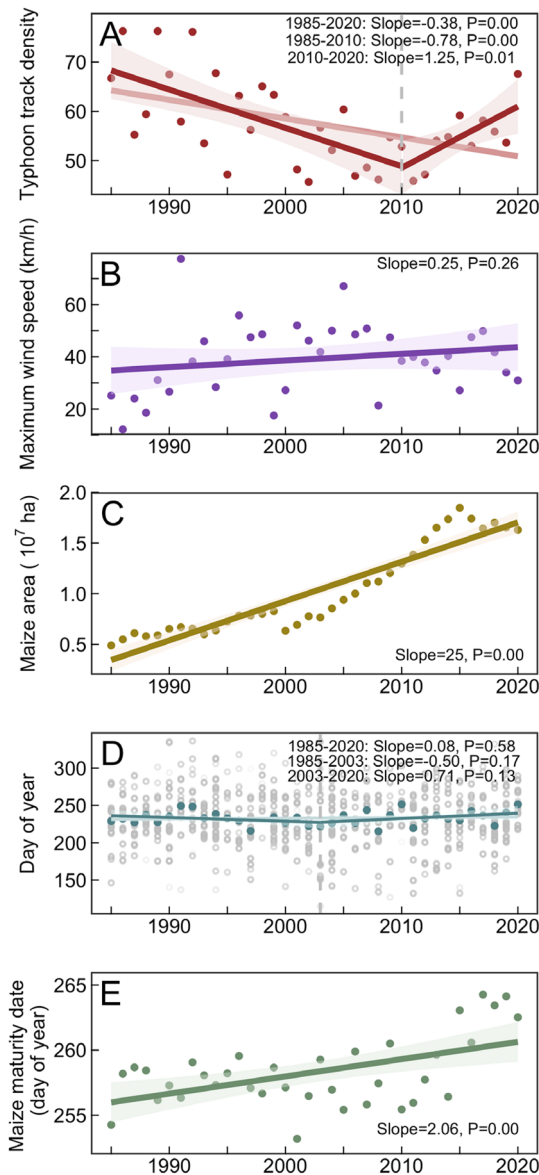 A
1985-2020: Slope=-0.38, P=0.00
1985-2010: Slope=-0.78, P=0.00
2010-2020: Slope=1.25, P=0.01
Typhoon track density
70
60
50
1990 2000 2010 2020
B
Slope=0.25, P=0.26
Maximum wind speed (km/h)
60
40
20
1990 2000 2010 2020
C
Maize area ( 10⁷ ha)
2.0
1.5
1.0
0.5
Slope=25, P=0.00
1990 2000 2010 2020
D
1985-2020: Slope=0.08, P=0.58
1985-2003: Slope=-0.50, P=0.17
2003-2020: Slope=0.71, P=0.13
Day of year
300
250
200
150
1990 2000 2010 2020
E
Maize maturity date
(day of year)
265
260
255
Slope=2.06, P=0.00
1990 2000 2010 2020